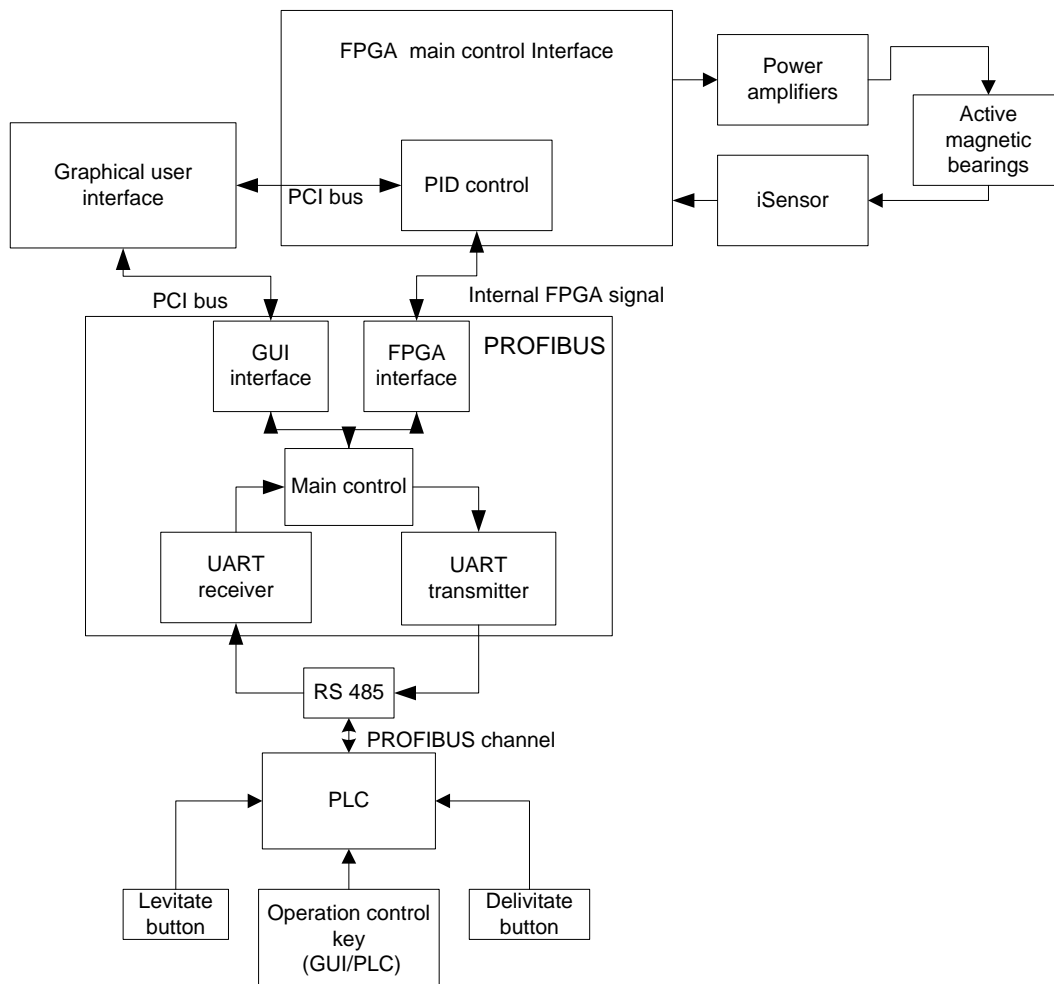 FPGA main control Interface
Power
amplifiers
Active
magnetic
bearings
Graphical user
interface
PCI bus
PID control
iSensor
PCI bus
Internal FPGA signal
GUI
interface
FPGA
interface
PROFIBUS
Main control
UART
receiver
UART
transmitter
RS 485
PROFIBUS channel
PLC
Levitate
button
Operation control
key
(GUI/PLC)
Delivitate
button